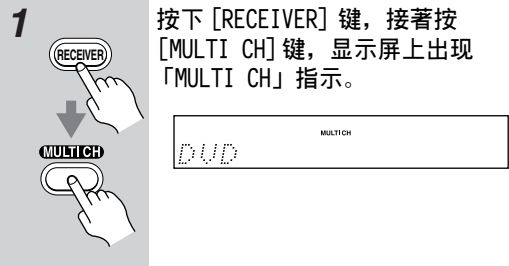 1
RECEIVER
MULTI CH
按下 [RECEIVER] 键，接著按
[MULTI CH] 键，显示屏上出现
「MULTI CH」指示。
MULTI CH
DVD